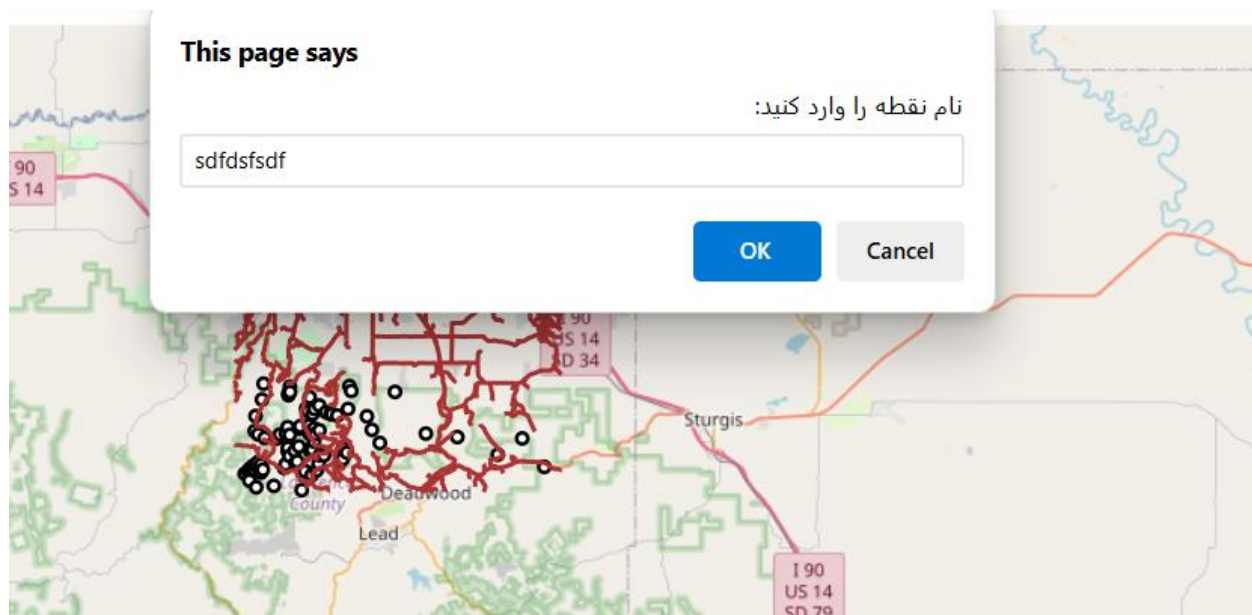 This page says
نام نقطه را وارد کنید:
sdfdsfsdf
OK
Cancel
90
S 14
I 90
US 14
SD 34
Sturgis
Deadwood
County
Lead
I 90
US 14
SD 79